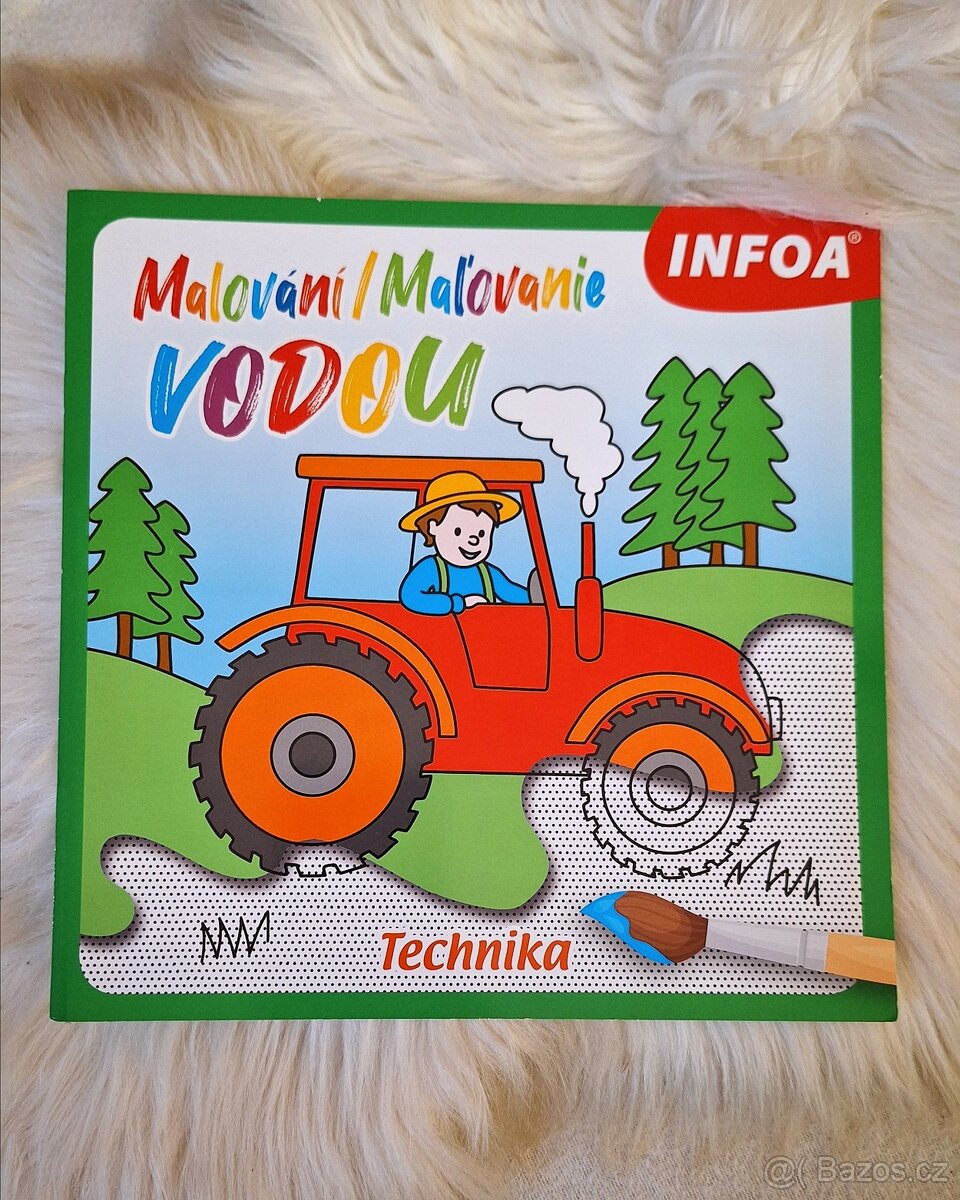 INFOA®
Malování / Maľovanie
VODOU
Technika
@( Bazos.cz